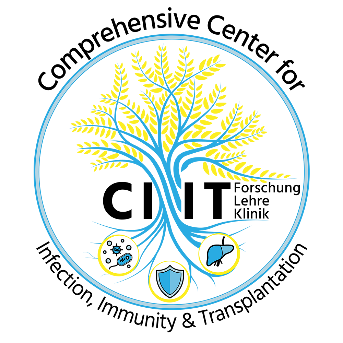 Comprehensive Center for
CIIT
Forschung
Lehre
Klinik
Infection, Immunity & Transplantation